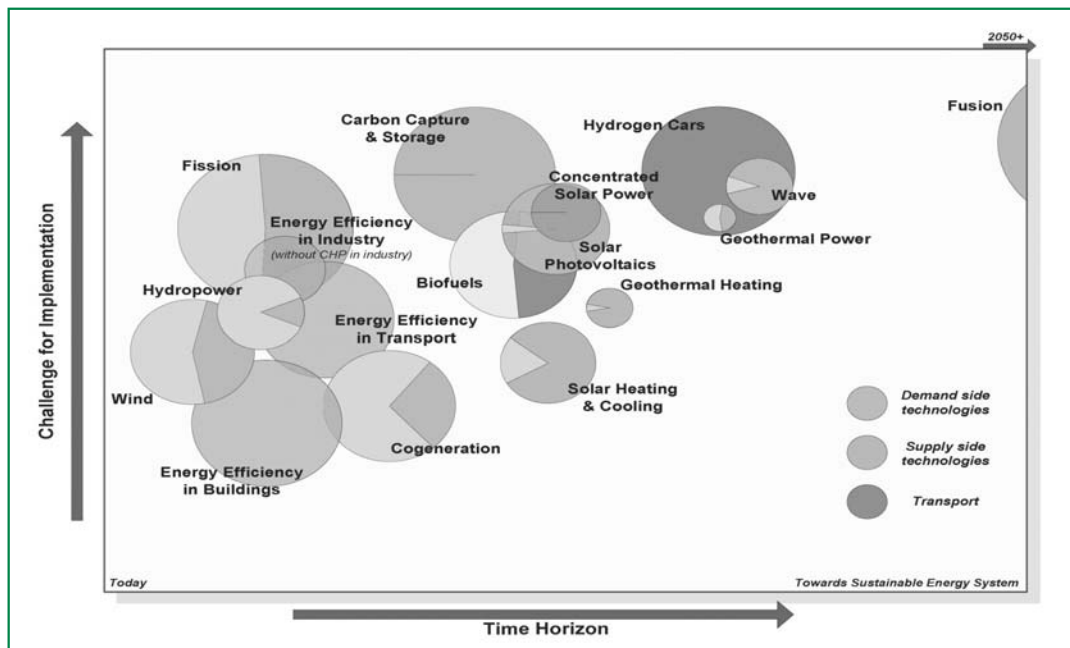 2050+
Fusion
Carbon Capture
& Storage
Hydrogen Cars
Fission
Concentrated
Solar Power
Wave
Energy Efficiency
in Industry
(without CHP in industry)
Geothermal Power
Solar
Photovoltaics
Biofuels
Geothermal Heating
Hydropower
Energy Efficiency
in Transport
Wind
Solar Heating
& Cooling
Cogeneration
Energy Efficiency
in Buildings
Demand side
technologies
Supply side
technologies
Transport
Challenge for Implementation
Today
Towards Sustainable Energy System
Time Horizon